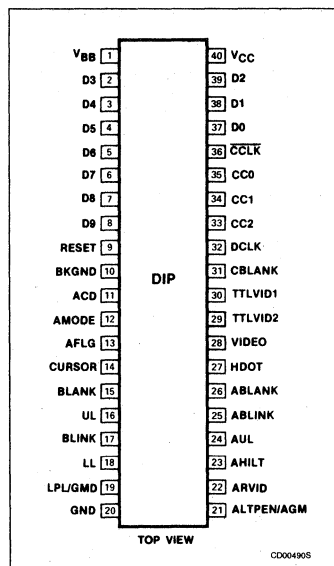 VBB 1 40 VCC
D3 2 39 D2
D4 3 38 D1
D5 4 37 D0
D6 5 36 CCLK
D7 6 35 CC0
D8 7 34 CC1
D9 8 33 CC2
RESET 9 32 DCLK
BKGND 10 31 CBLANK
DIP
ACD 11 30 TTLVID1
AMODE 12 29 TTLVID2
AFLG 13 28 VIDEO
CURSOR 14 27 HDOT
BLANK 15 26 ABLANK
UL 16 25 ABLINK
BLINK 17 24 AUL
LL 18 23 AHILT
LPL/GMD 19 22 ARVID
GND 20 21 ALTPEN/AGM
TOP VIEW
CD00490S